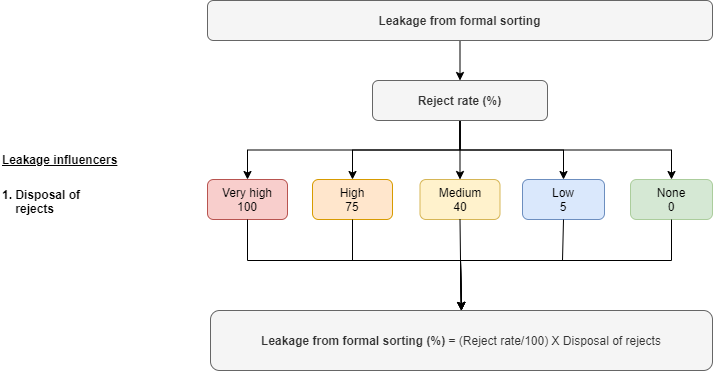 Leakage from formal sorting
Reject rate (%)
Leakage influencers
1. Disposal of
rejects
Very high
100
High
75
Medium
40
Low
5
None
0
Leakage from formal sorting (%) = (Reject rate/100) X Disposal of rejects